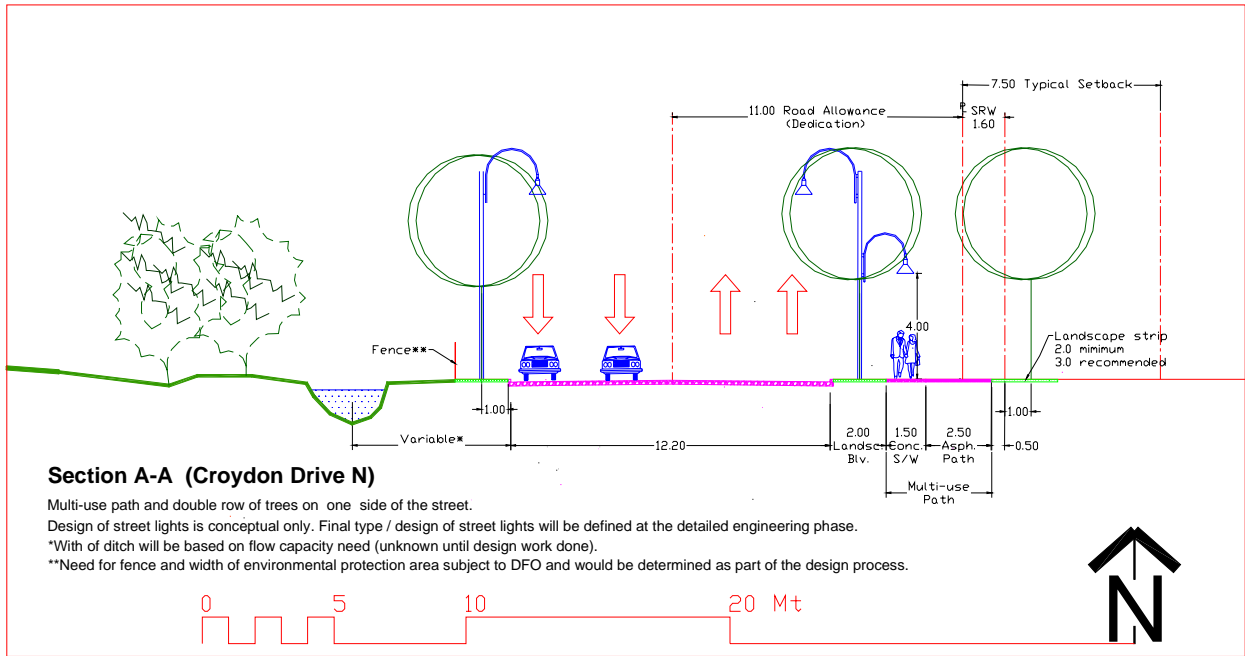 7.50 Typical Setback
11.00 Road Allowance
(Dedication)
P
L SRW
1.60
4.00
Fence**
Landscape strip
2.0 minimum
3.0 recommended
1.00
1.00
Variable*
12.20
2.00
Landsc.
Blv.
1.50
Conc.
S/W
2.50
Asph.
Path
0.50
Multi-use
Path
Section A-A (Croydon Drive N)
Multi-use path and double row of trees on one side of the street.
Design of street lights is conceptual only. Final type / design of street lights will be defined at the detailed engineering phase.
*With of ditch will be based on flow capacity need (unknown until design work done).
**Need for fence and width of environmental protection area subject to DFO and would be determined as part of the design process.
0 5 10 20 Mt
N